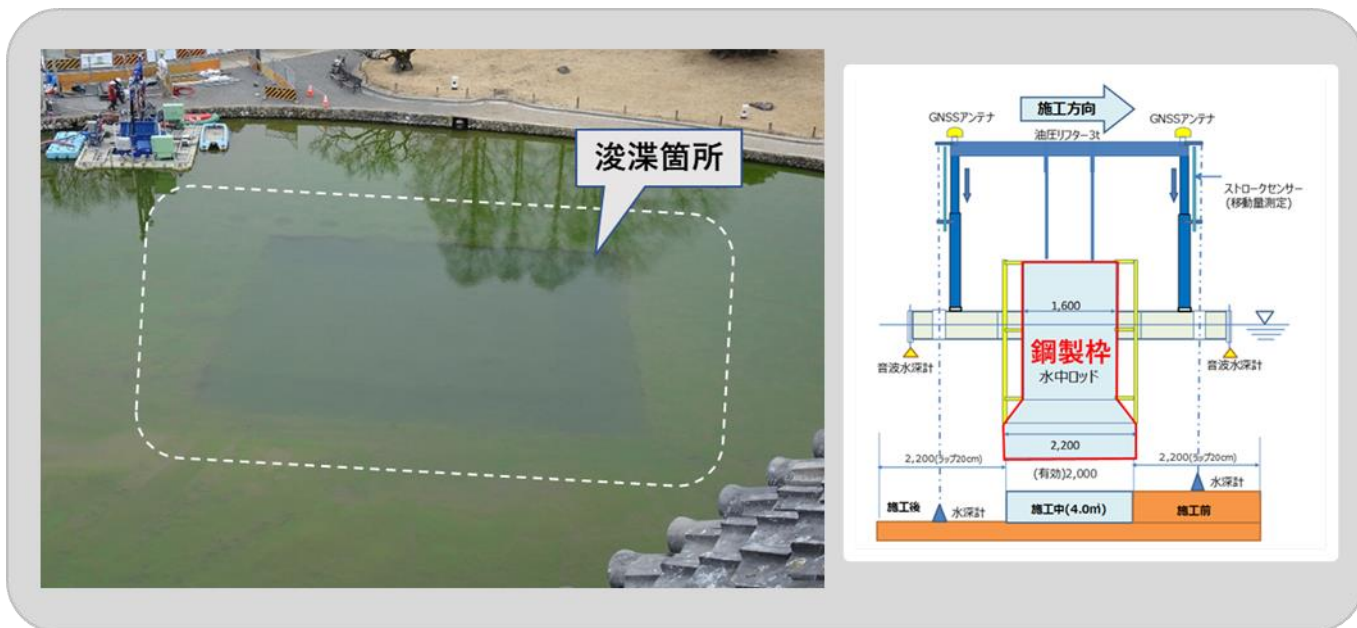 浚渫箇所
施工方向
GNSSアンテナ
GNSSアンテナ
油圧リフター3t
ストロークセンサー
(移動量測定)
1,600
鋼製枠
水中ロッド
音波水深計
音波水深計
2,200
2,200(ラップ20cm)
2,200(ラップ20cm)
(有効)2,000
水深計
施工後
水深計
施工中(4.0㎡)
施工前